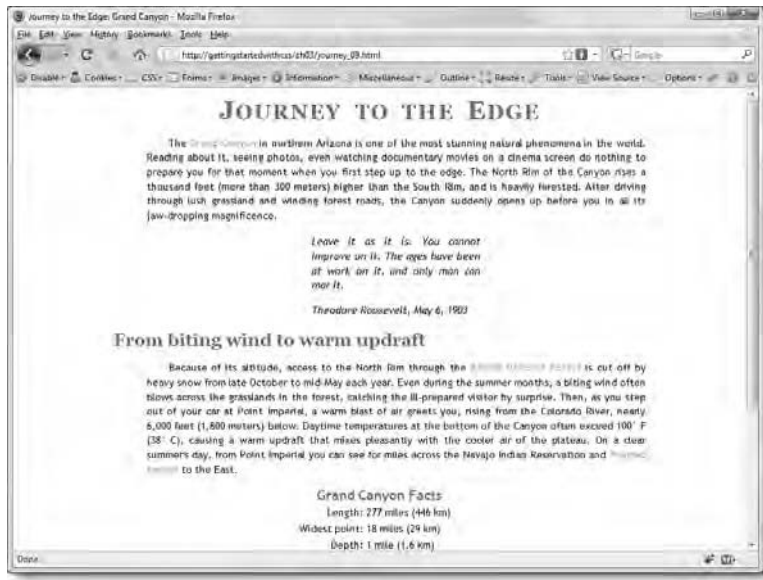 Journey to the Edge: Grand Canyon - Mozilla Firefox
File Edit View History Bookmarks Tools Help
http://gettingstartedwithcss/ch03/journey_09.html
Google
Disable Cookies CSS Forms Images Information Miscellaneous Outline Resize Tools View Source Options
JOURNEY TO THE EDGE
The Grand Canyon in northern Arizona is one of the most stunning natural phenomena in the world.
Reading about it, seeing photos, even watching documentary movies on a cinema screen do nothing to
prepare you for that moment when you first step up to the edge. The North Rim of the Canyon rises a
thousand feet (more than 300 meters) higher than the South Rim, and is heavily forested. After driving
through lush grassland and winding forest roads, the Canyon suddenly opens up before you in all its
jaw-dropping magnificence.
Leave it as it is. You cannot
improve on it. The ages have been
at work on it, and only man can
mar it.
Theodore Roosevelt, May 6, 1903
From biting wind to warm updraft
Because of its altitude, access to the North Rim through the is cut off by
heavy snow from late October to mid-May each year. Even during the summer months, a biting wind often
blows across the grasslands in the forest, catching the ill-prepared visitor by surprise. Then, as you step
out of your car at Point Imperial, a warm blast of air greets you, rising from the Colorado River, nearly
6,000 feet (1,800 meters) below. Daytime temperatures at the bottom of the Canyon often exceed 100° F
(38° C), causing a warm updraft that mixes pleasantly with the cooler air of the plateau. On a clear
summer's day, from Point Imperial you can see for miles across the Navajo Indian Reservation and
to the East.
Grand Canyon Facts
Length: 277 miles (446 km)
Widest point: 18 miles (29 km)
Depth: 1 mile (1.6 km)
Done